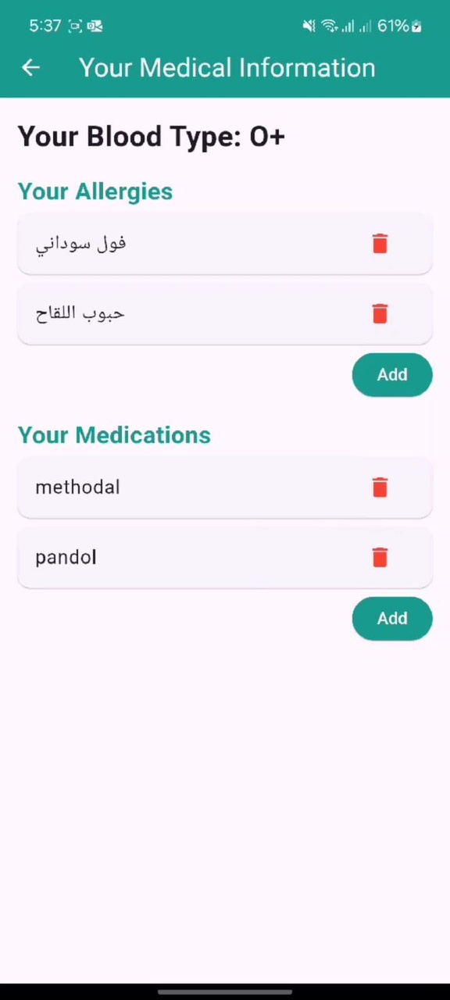 5:37 61%
Your Medical Information
Your Blood Type: O+
Your Allergies
فول سوداني
حبوب اللقاح
Add
Your Medications
methodal
pandol
Add